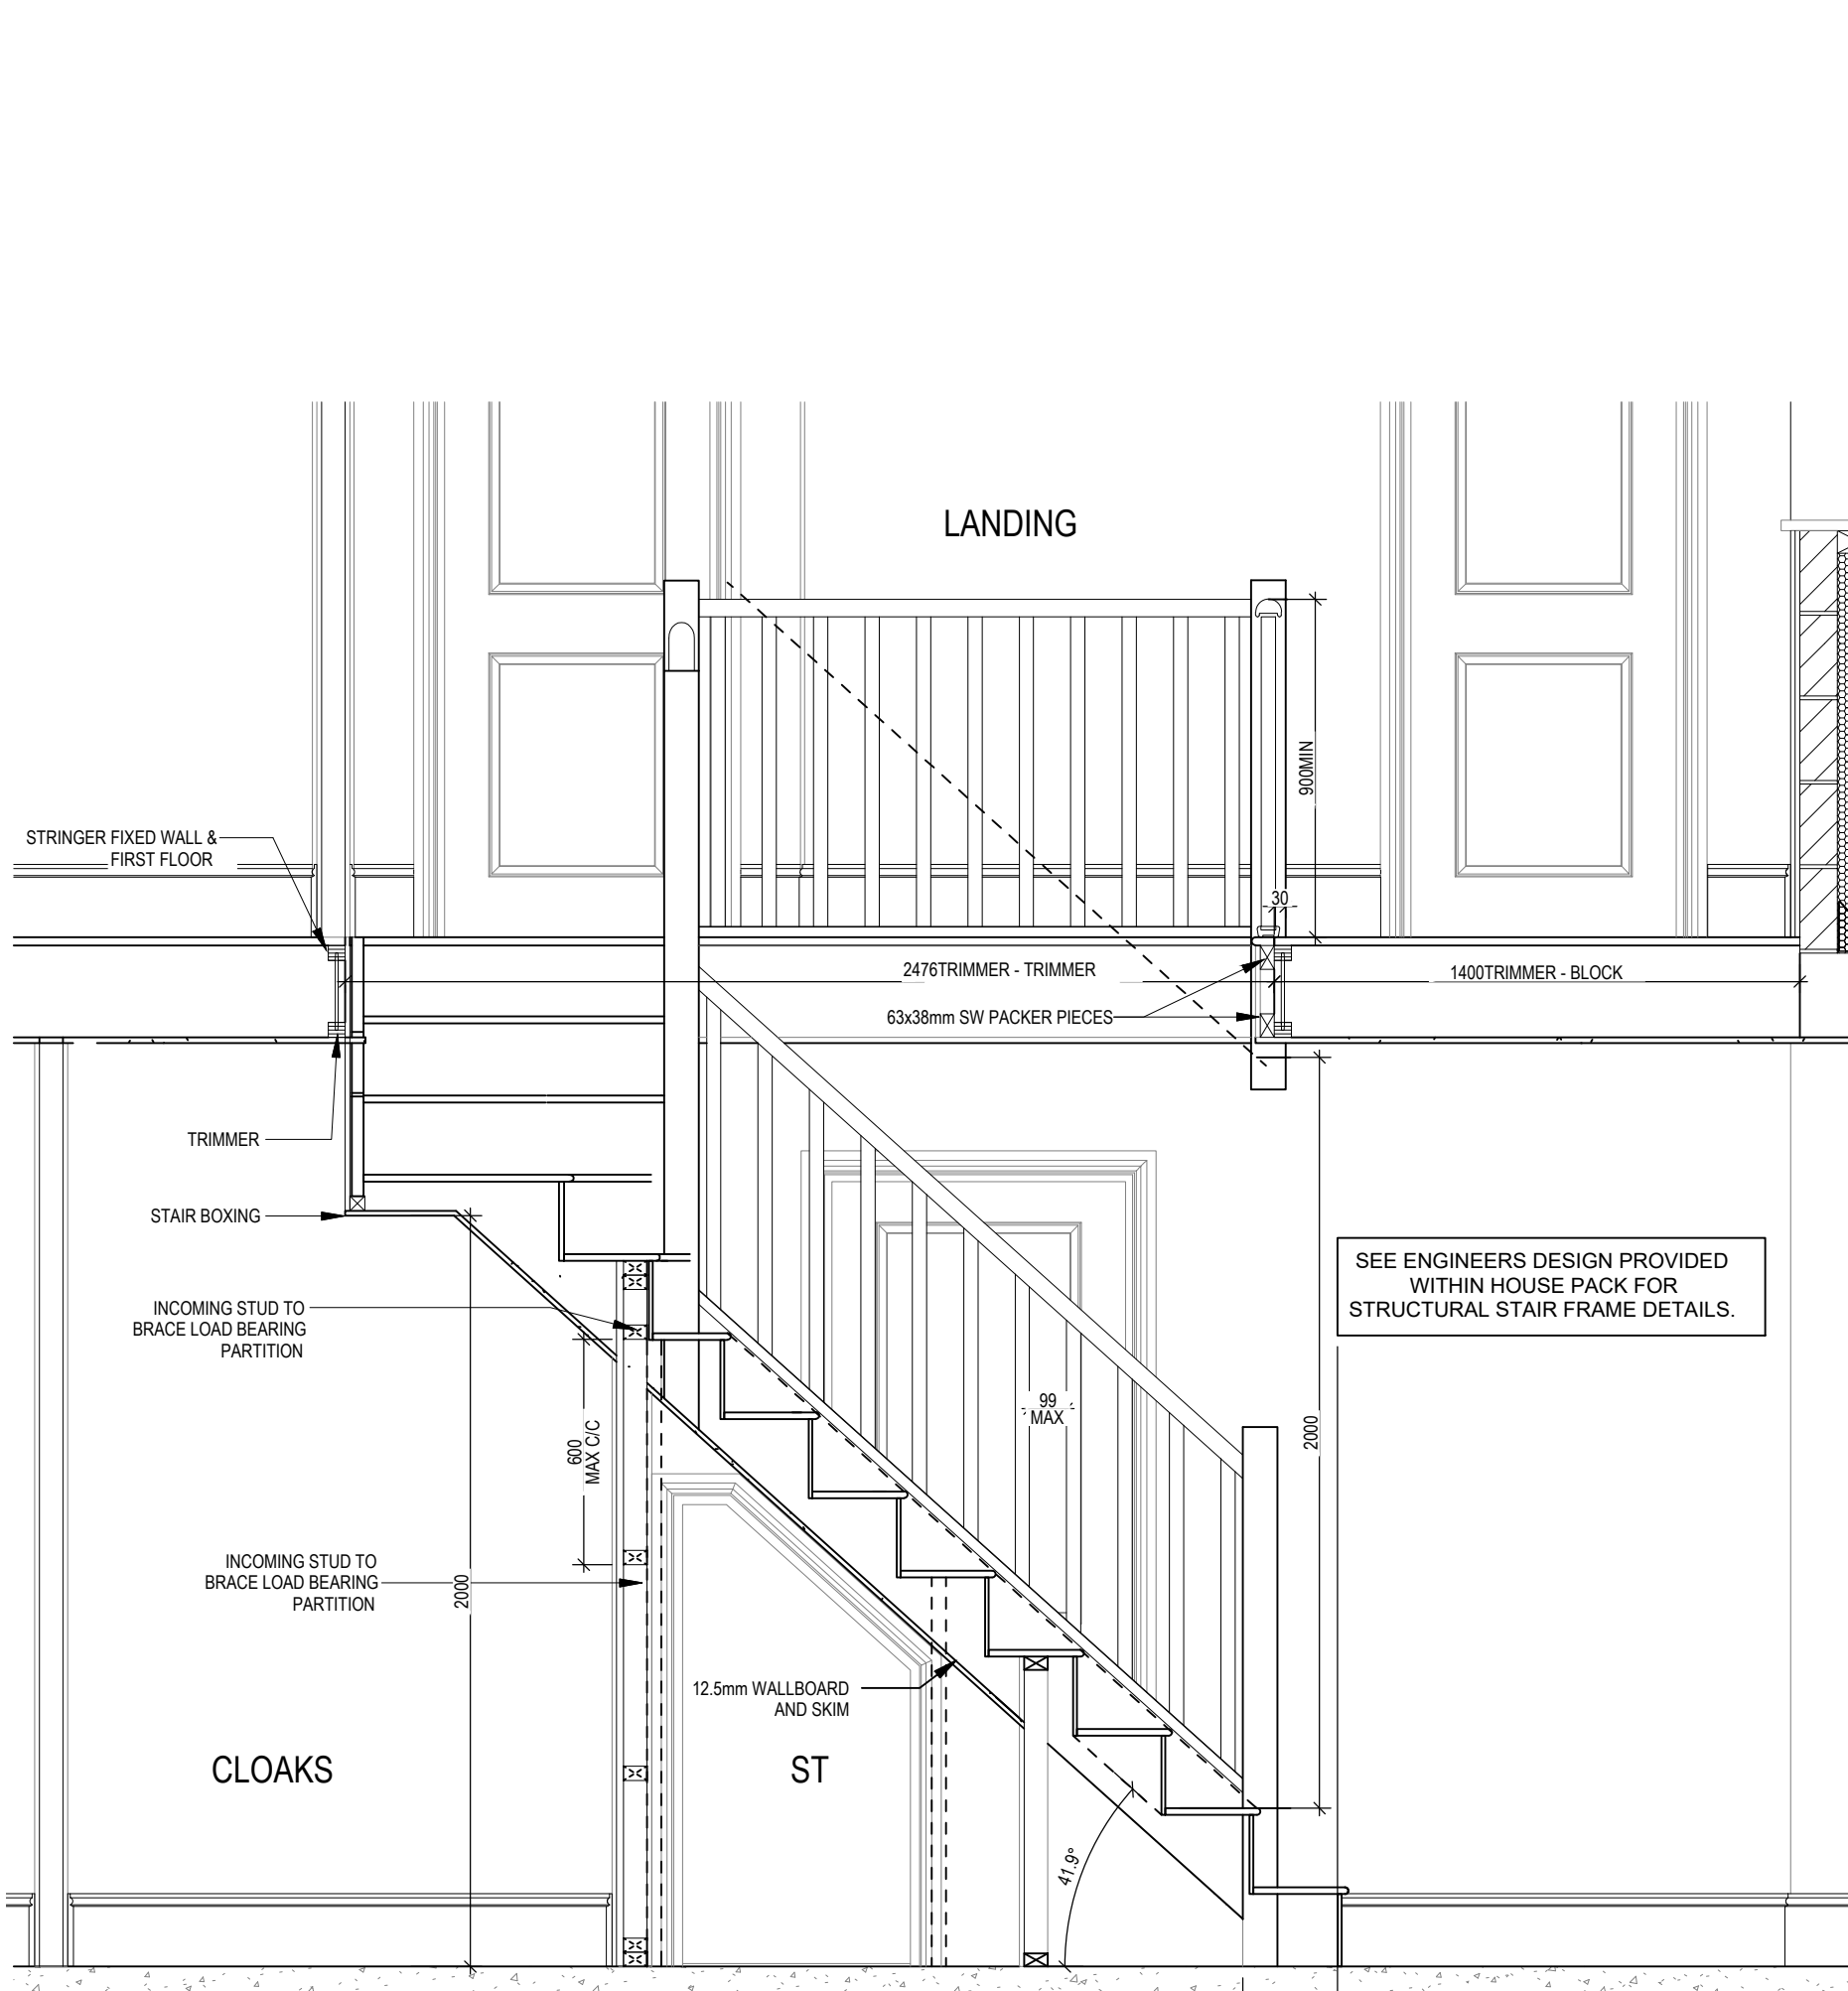 LANDING
STRINGER FIXED WALL &
FIRST FLOOR
900MIN
30
2476TRIMMER - TRIMMER
1400TRIMMER - BLOCK
63x38mm SW PACKER PIECES
TRIMMER
STAIR BOXING
SEE ENGINEERS DESIGN PROVIDED
WITHIN HOUSE PACK FOR
STRUCTURAL STAIR FRAME DETAILS.
INCOMING STUD TO
BRACE LOAD BEARING
PARTITION
99
MAX
2000
600
MAX C/C
INCOMING STUD TO
BRACE LOAD BEARING
PARTITION
2000
12.5mm WALLBOARD
AND SKIM
CLOAKS
ST
41.9°